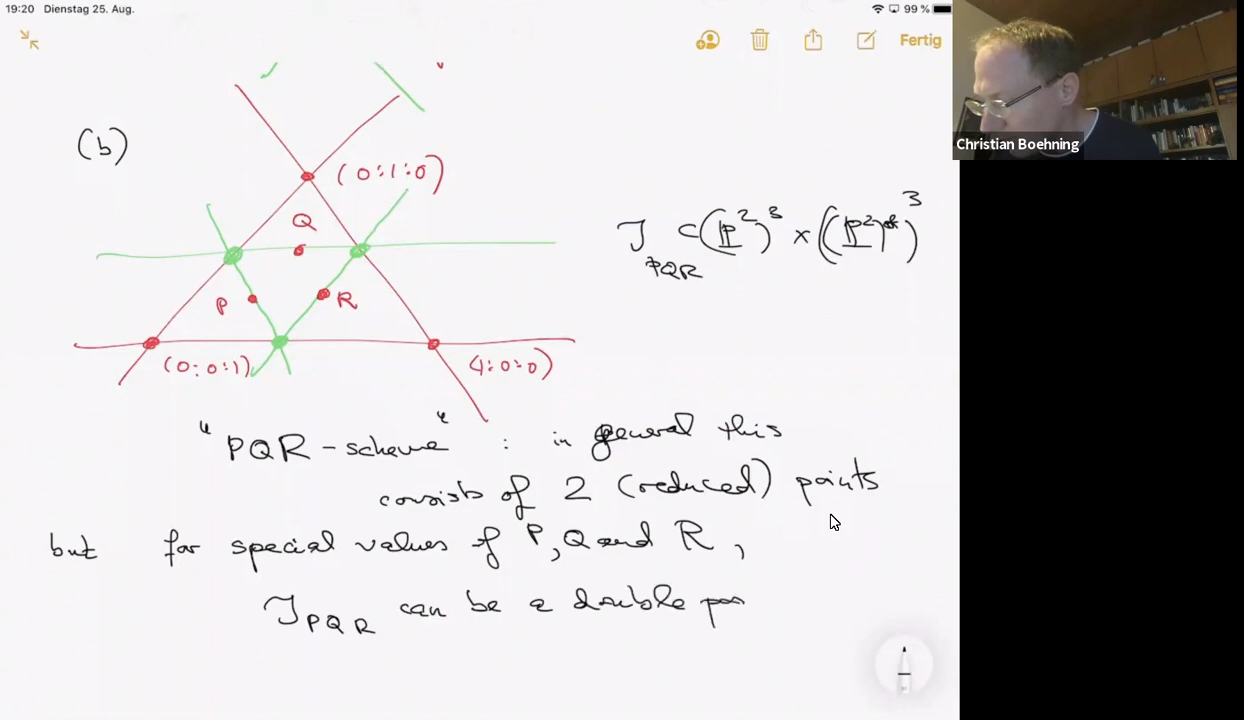 19:20 Dienstag 25. Aug.
99 %
Fertig
Christian Boehning
(b)
(0:1:0)
Q
P
R
(0:0:1)
(1:0:0)
J_PQR ⊂ (P²)³ × ((P²)*)³
"PQR-scheme" : in general this
consists of 2 (reduced) points
but for special values of P, Q and R,
J_PQR can be a double